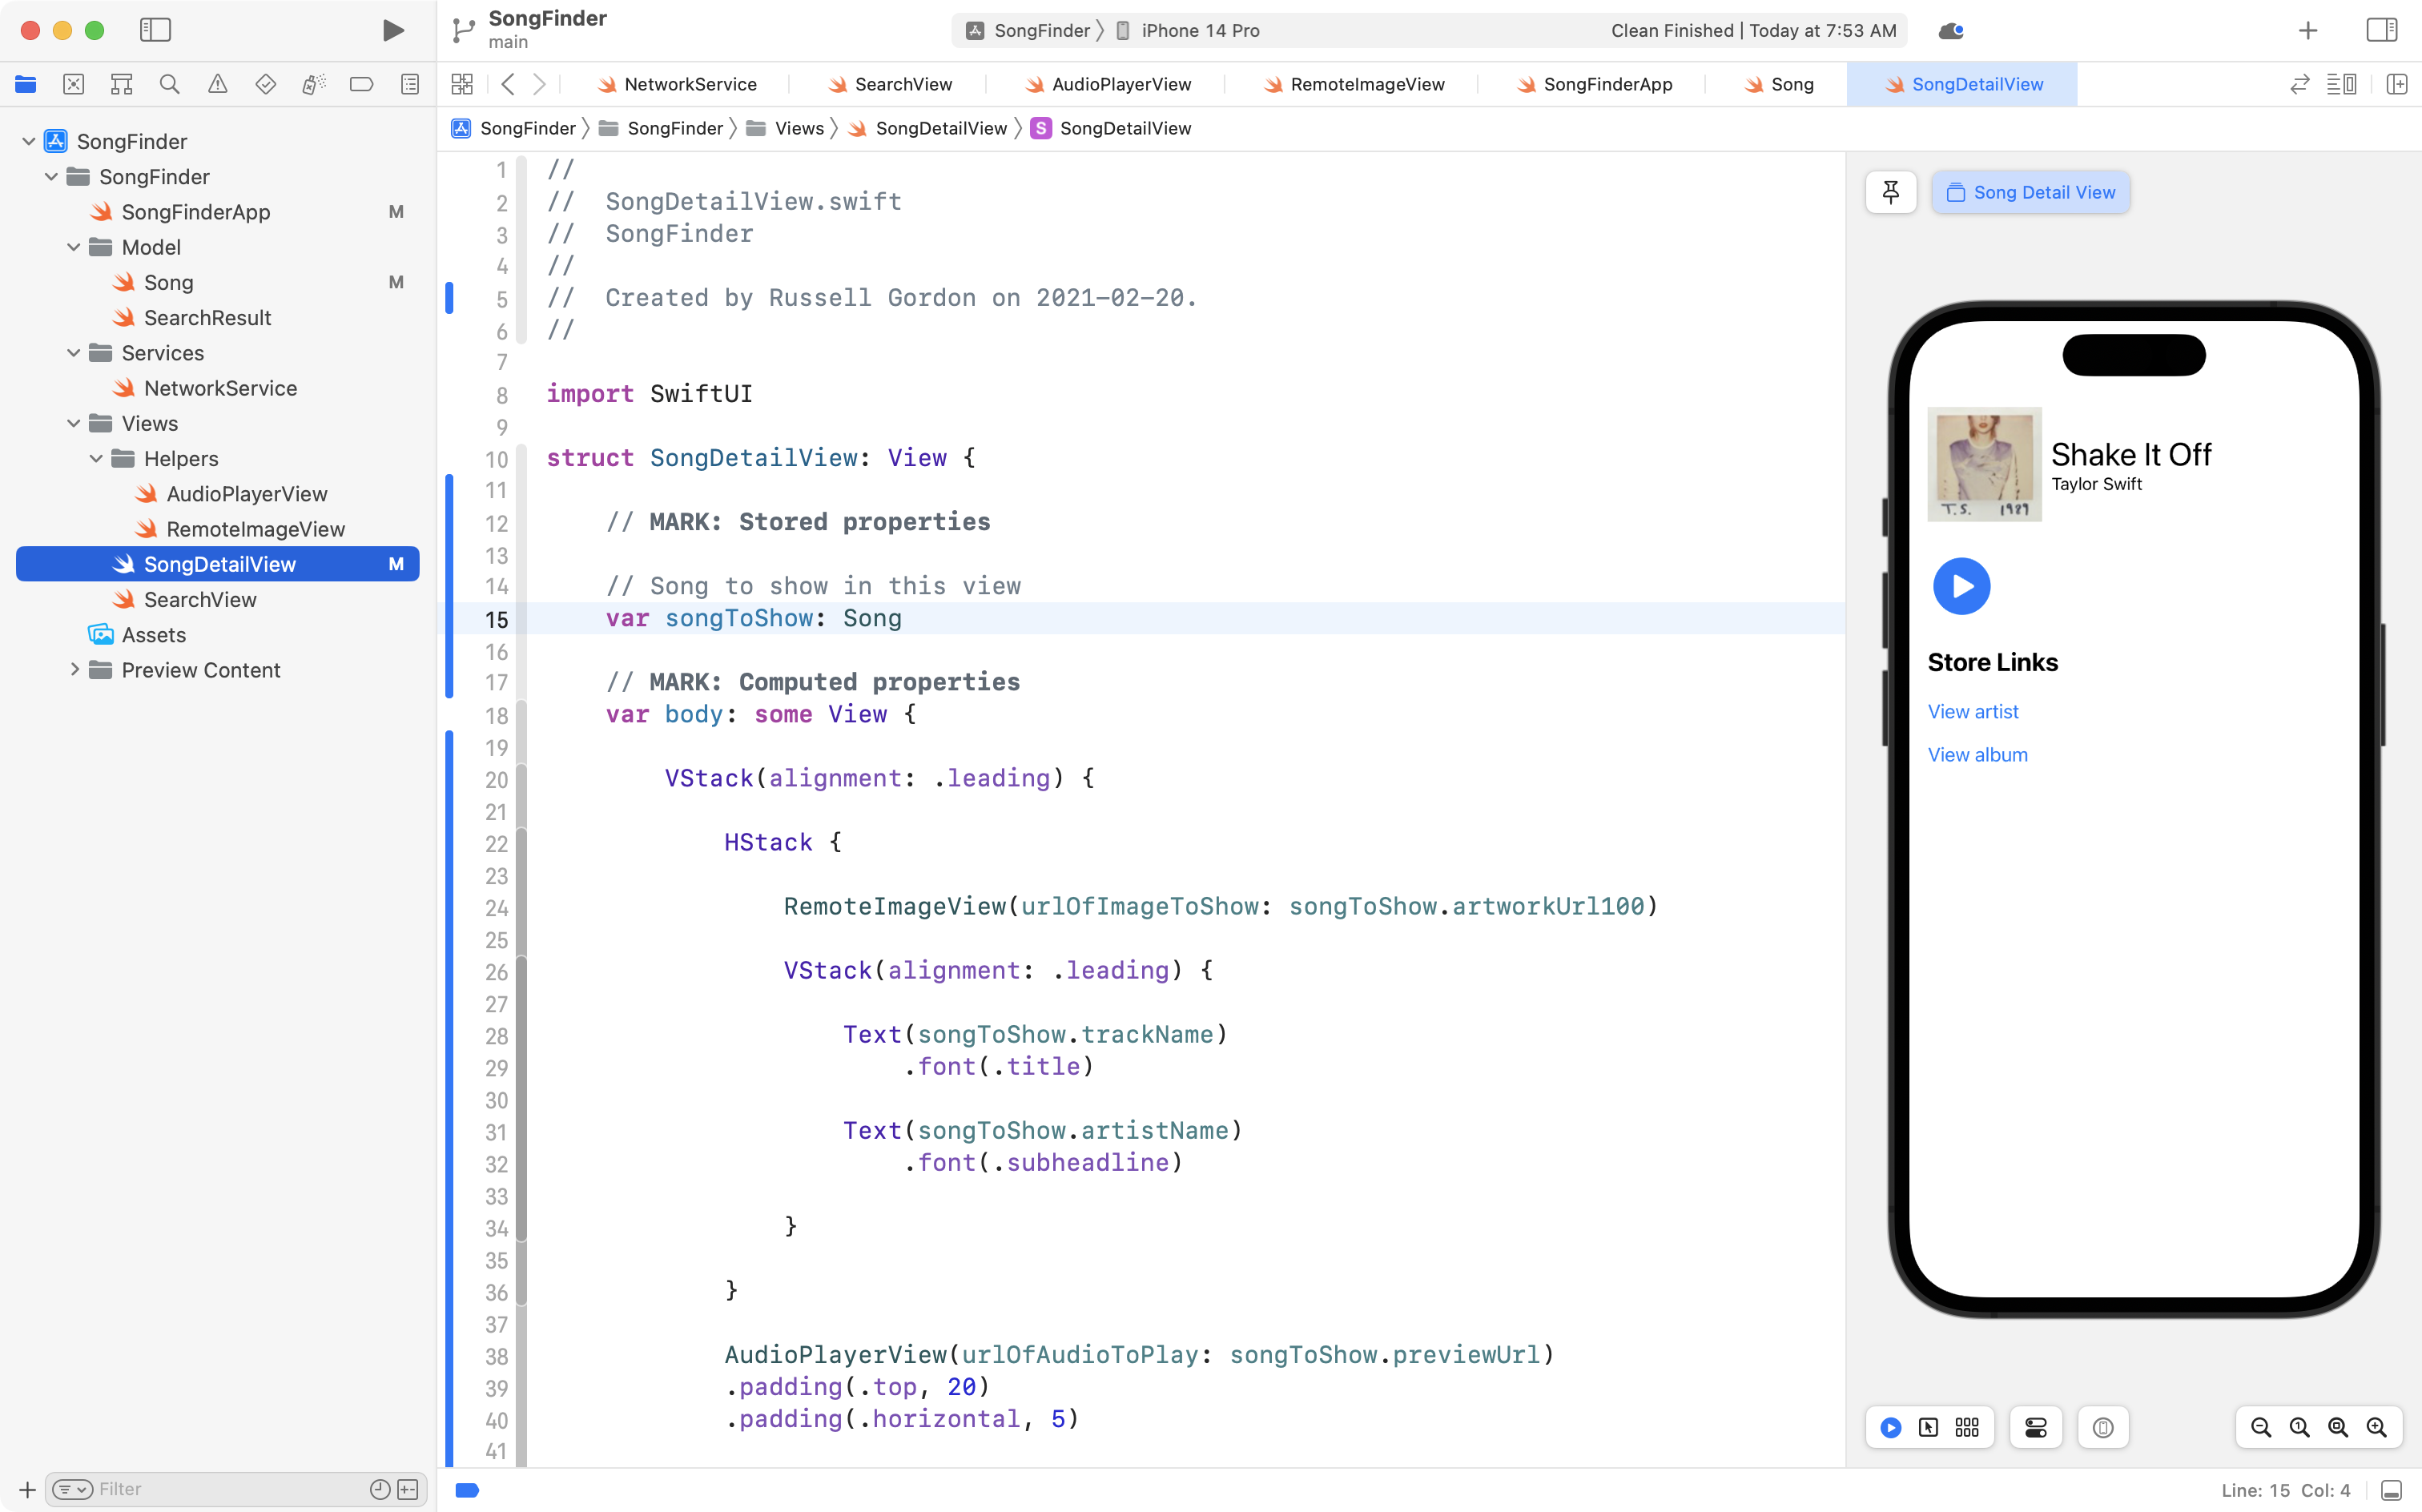 SongFinder
main
SongFinder
iPhone 14 Pro
Clean Finished | Today at 7:53 AM
NetworkService
SearchView
AudioPlayerView
RemoteImageView
SongFinderApp
Song
SongDetailView
SongFinder
SongFinder
Views
SongDetailView
S
SongDetailView
SongFinder
SongFinder
SongFinderApp M
Model
Song M
SearchResult
Services
NetworkService
Views
Helpers
AudioPlayerView
RemoteImageView
SongDetailView M
SearchView
Assets
Preview Content
Filter
1 //
2 //  SongDetailView.swift
3 //  SongFinder
4 //
5 //  Created by Russell Gordon on 2021-02-20.
6 //
7
8 import SwiftUI
9
10 struct SongDetailView: View {
11
12     // MARK: Stored properties
13
14     // Song to show in this view
15     var songToShow: Song
16
17     // MARK: Computed properties
18     var body: some View {
19
20         VStack(alignment: .leading) {
21
22             HStack {
23
24                 RemoteImageView(urlOfImageToShow: songToShow.artworkUrl100)
25
26                 VStack(alignment: .leading) {
27
28                     Text(songToShow.trackName)
29                         .font(.title)
30
31                     Text(songToShow.artistName)
32                         .font(.subheadline)
33
34                 }
35
36             }
37
38             AudioPlayerView(urlOfAudioToPlay: songToShow.previewUrl)
39             .padding(.top, 20)
40             .padding(.horizontal, 5)
41
Song Detail View
T.S. 1989
Shake It Off
Taylor Swift
Store Links
View artist
View album
Line: 15 Col: 4